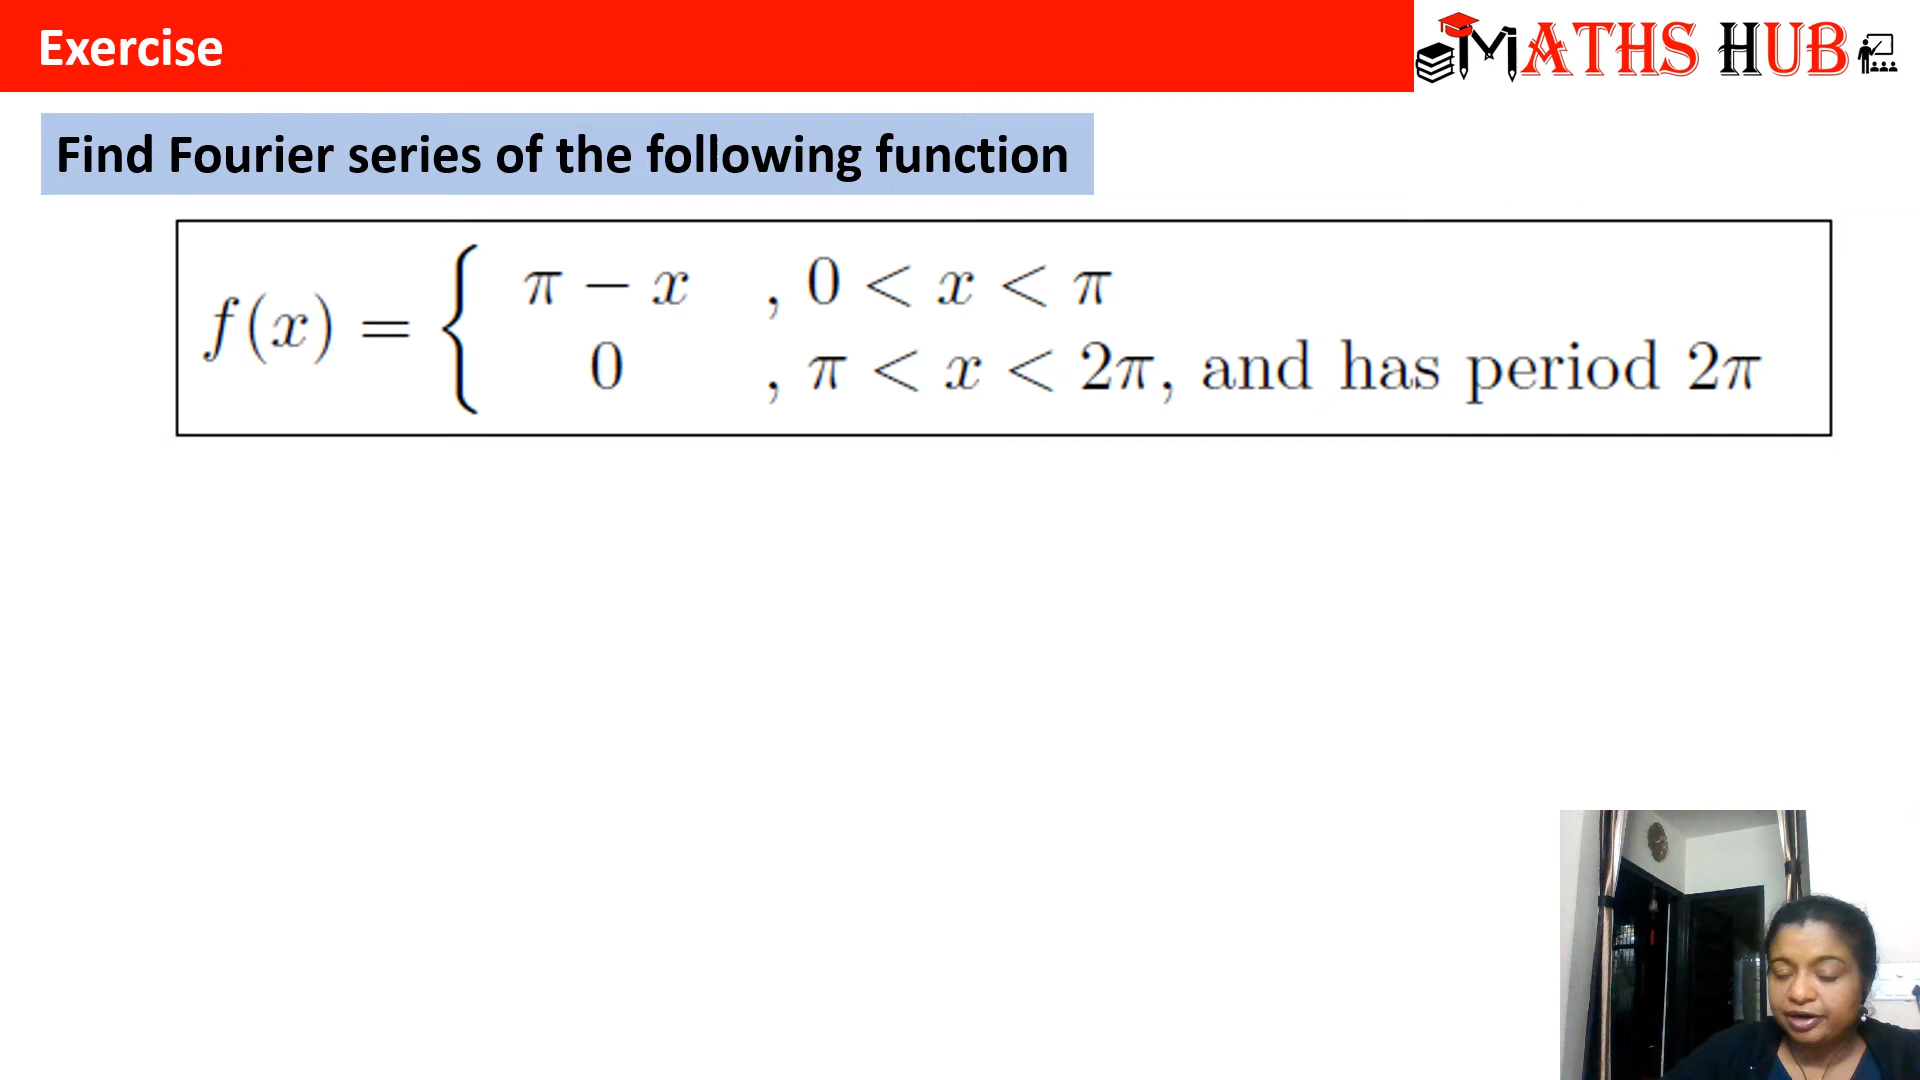 Exercise
MATHS HUB
Find Fourier series of the following function
f(x) = { π − x , 0 < x < π
0 , π < x < 2π, and has period 2π